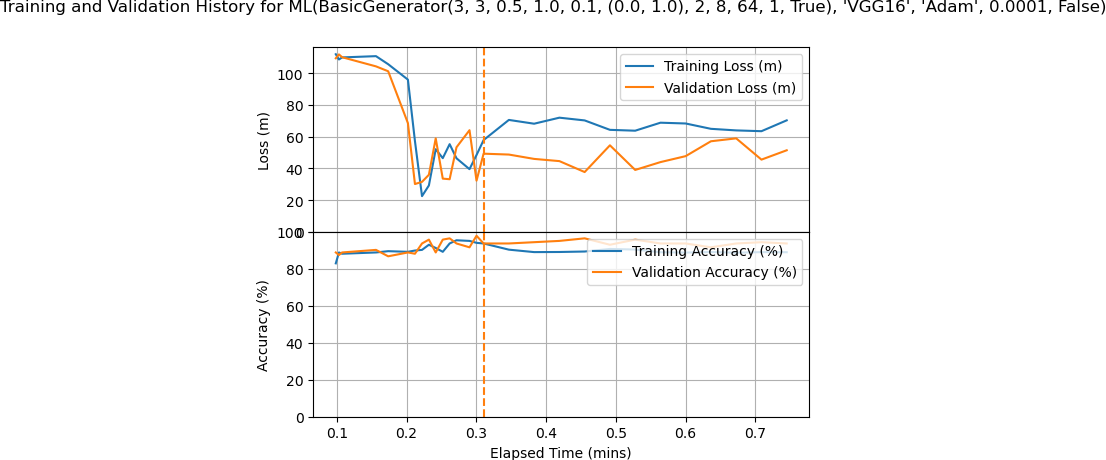 Training and Validation History for ML(BasicGenerator(3, 3, 0.5, 1.0, 0.1, (0.0, 1.0), 2, 8, 64, 1, True), 'VGG16', 'Adam', 0.0001, False)
Training Loss (m)
Validation Loss (m)
Loss (m)
100
80
60
40
20
0
Training Accuracy (%)
Validation Accuracy (%)
Accuracy (%)
100
80
60
40
20
0
0.1 0.2 0.3 0.4 0.5 0.6 0.7
Elapsed Time (mins)